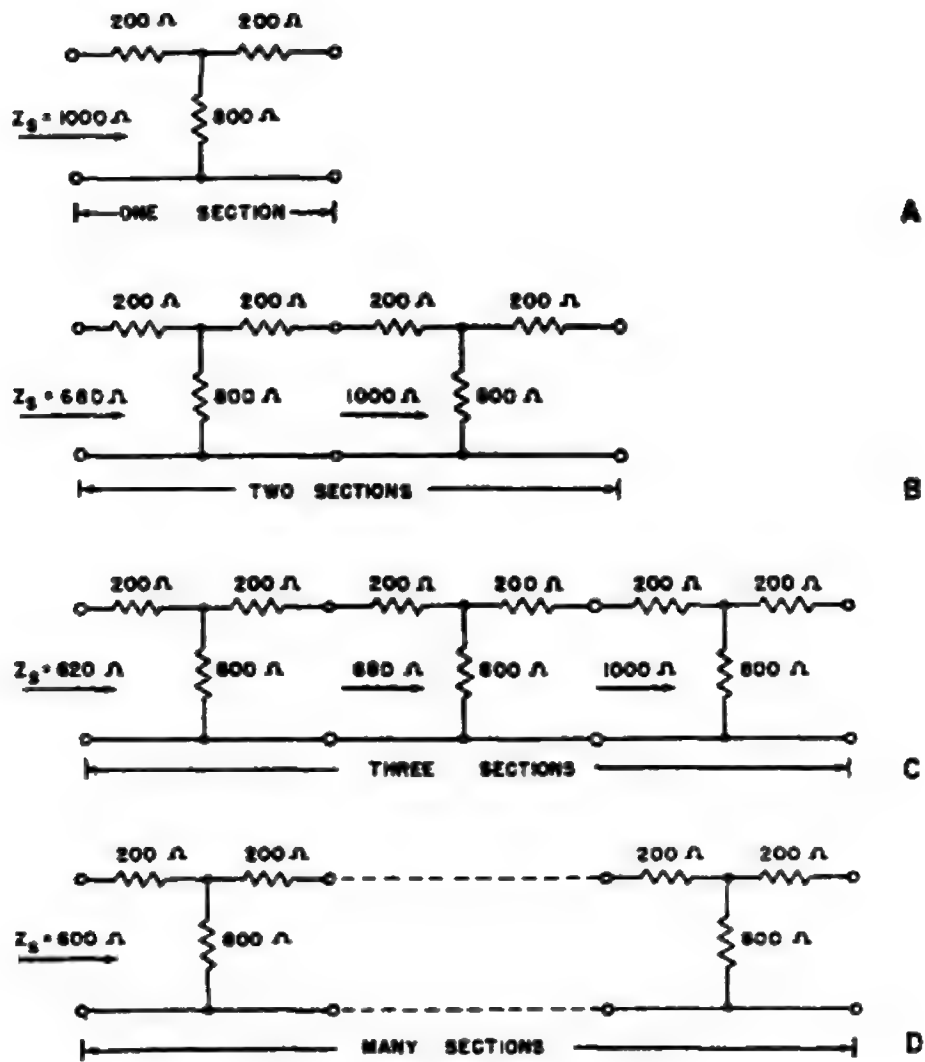 200 Ω 200 Ω
Zs = 1000 Ω 800 Ω
ONE SECTION
A
200 Ω 200 Ω 200 Ω 200 Ω
Zs = 680 Ω 800 Ω 1000 Ω 800 Ω
TWO SECTIONS
B
200 Ω 200 Ω 200 Ω 200 Ω 200 Ω 200 Ω
Zs = 620 Ω 800 Ω 680 Ω 800 Ω 1000 Ω 800 Ω
THREE SECTIONS
C
200 Ω 200 Ω 200 Ω 200 Ω
Zs = 600 Ω 800 Ω 800 Ω
MANY SECTIONS
D